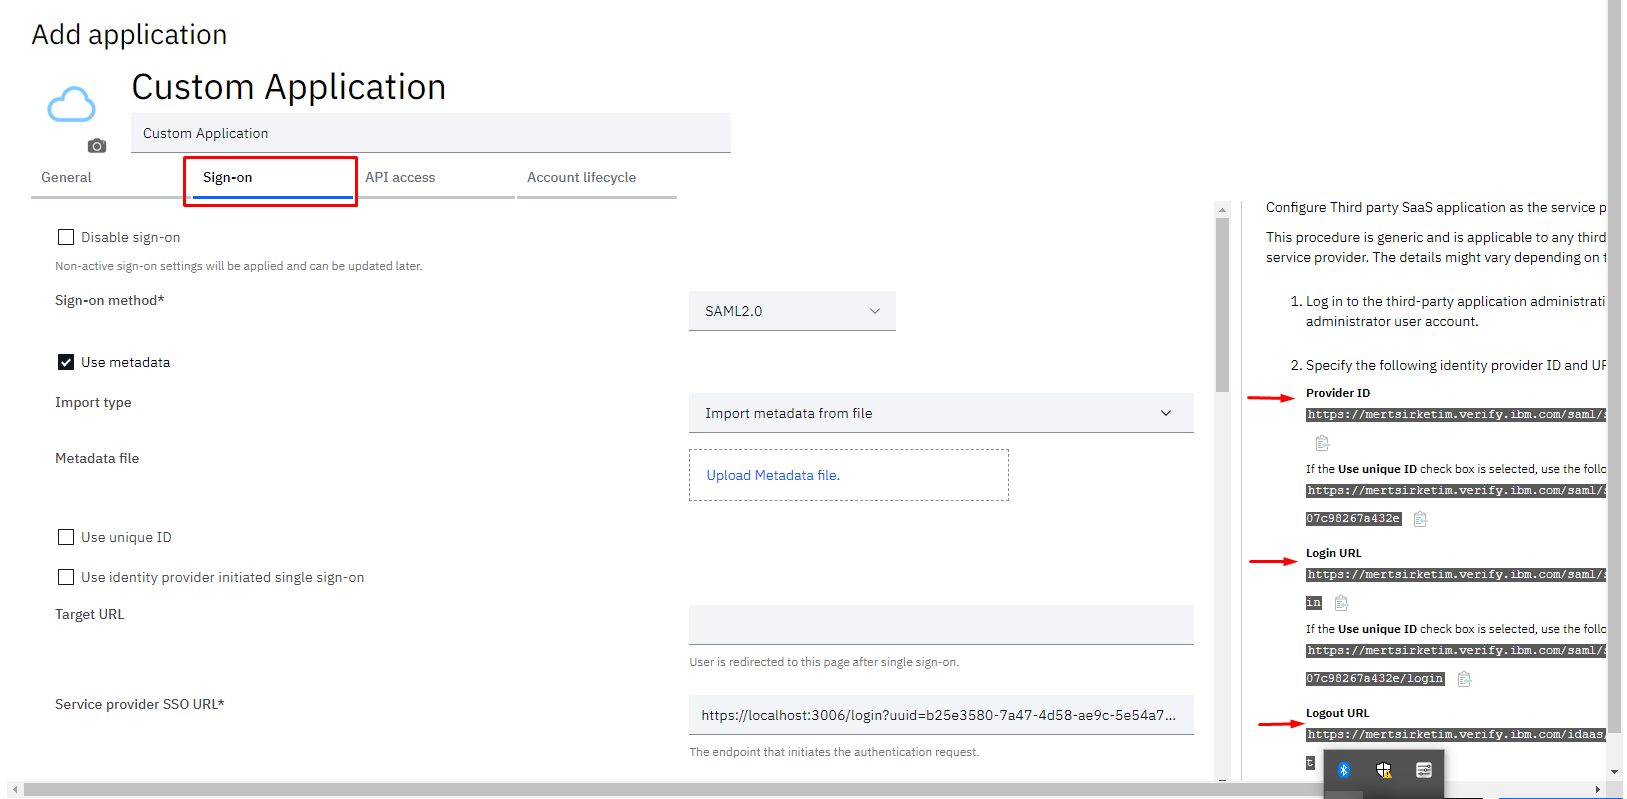 Add application
Custom Application
Custom Application
General
Sign-on
API access
Account lifecycle
Disable sign-on
Non-active sign-on settings will be applied and can be updated later.
Sign-on method*
SAML2.0
Use metadata
Import type
Import metadata from file
Metadata file
Upload Metadata file.
Use unique ID
Use identity provider initiated single sign-on
Target URL
User is redirected to this page after single sign-on.
Service provider SSO URL*
https://localhost:3006/login?uuid=b25e3580-7a47-4d58-ae9c-5e54a7...
The endpoint that initiates the authentication request.
Configure Third party SaaS application as the service p
This procedure is generic and is applicable to any third
service provider. The details might vary depending on
1. Log in to the third-party application administrati
administrator user account.
2. Specify the following identity provider ID and UR
Provider ID
https://mertsirketim.verify.ibm.com/saml/
If the Use unique ID check box is selected, use the follo
https://mertsirketim.verify.ibm.com/saml/
07c98267a432e
Login URL
https://mertsirketim.verify.ibm.com/saml/
in
If the Use unique ID check box is selected, use the follo
https://mertsirketim.verify.ibm.com/saml/
07c98267a432e/login
Logout URL
https://mertsirketim.verify.ibm.com/idaas/
t